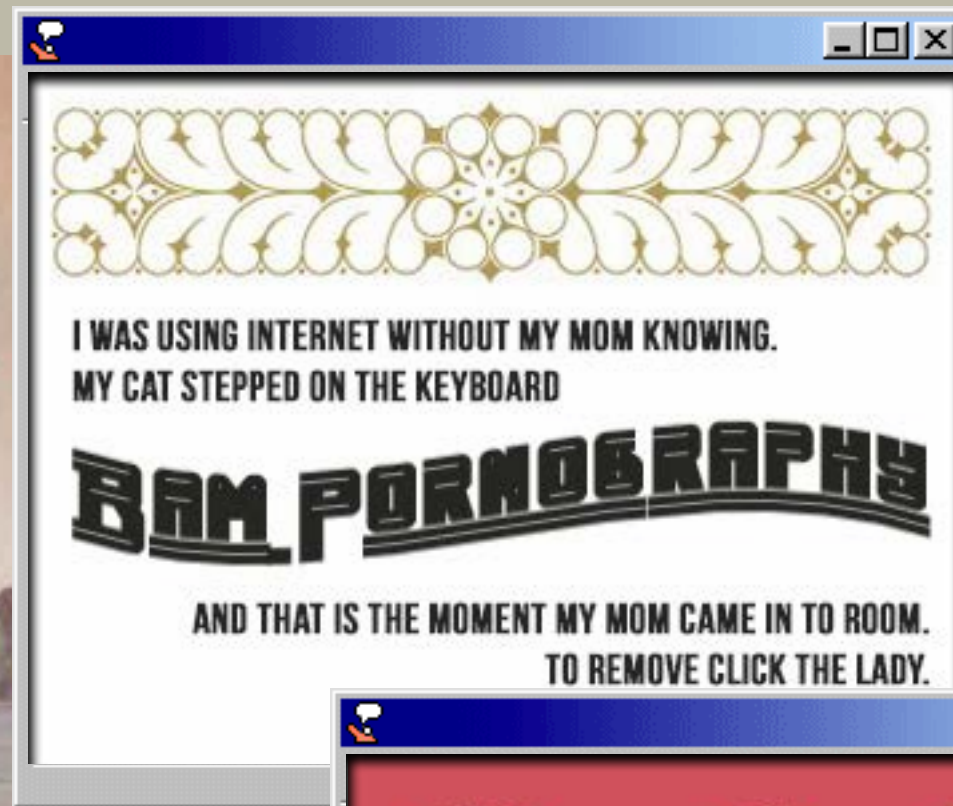 I WAS USING INTERNET WITHOUT MY MOM KNOWING.
MY CAT STEPPED ON THE KEYBOARD
BAM PORNOGRAPHY
AND THAT IS THE MOMENT MY MOM CAME IN TO ROOM.
TO REMOVE CLICK THE LADY.